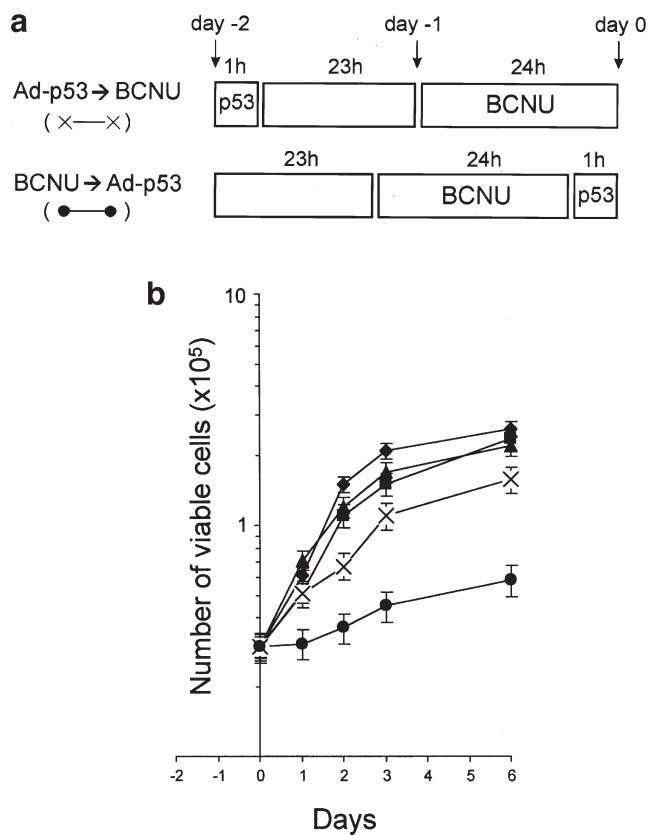 a
day -2 day -1 day 0
1h 23h 24h
Ad-p53→BCNU p53 BCNU
( ×—× )
23h 24h 1h
BCNU→Ad-p53 BCNU p53
( ●—● )
b
10
1
Number of viable cells (x10⁵)
-2 -1 0 1 2 3 4 5 6
Days